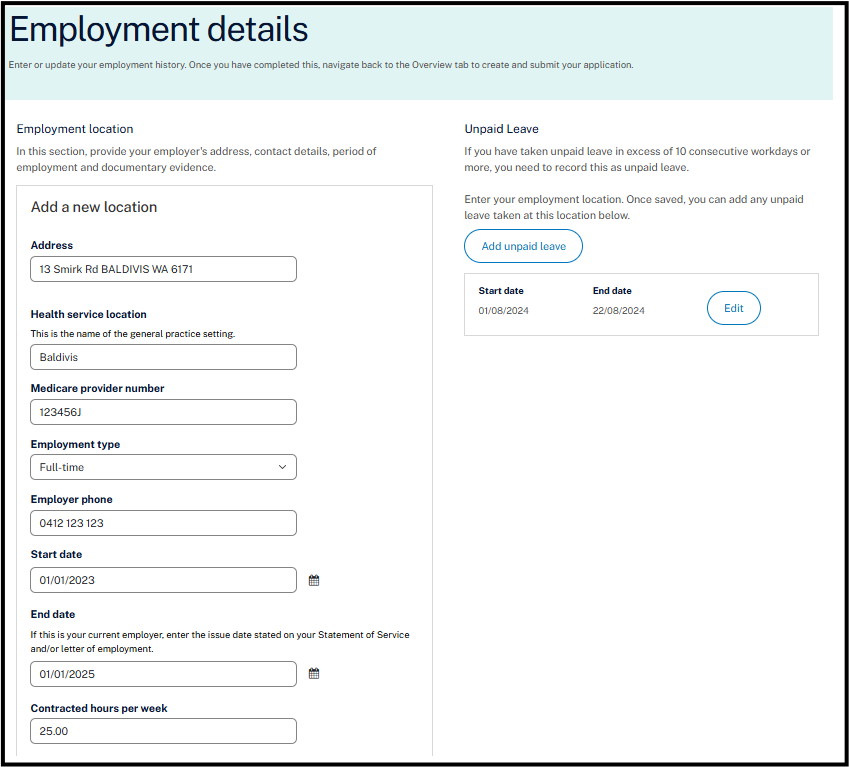 Employment details
Enter or update your employment history. Once you have completed this, navigate back to the Overview tab to create and submit your application.
Employment location
In this section, provide your employer's address, contact details, period of
employment and documentary evidence.
Add a new location
Address
13 Smirk Rd BALDIVIS WA 6171
Health service location
This is the name of the general practice setting.
Baldivis
Medicare provider number
123456J
Employment type
Full-time
Employer phone
0412 123 123
Start date
01/01/2023
End date
If this is your current employer, enter the issue date stated on your Statement of Service
and/or letter of employment.
01/01/2025
Contracted hours per week
25.00
Unpaid Leave
If you have taken unpaid leave in excess of 10 consecutive workdays or
more, you need to record this as unpaid leave.
Enter your employment location. Once saved, you can add any unpaid
leave taken at this location below.
Add unpaid leave
Start date End date
01/08/2024 22/08/2024 Edit